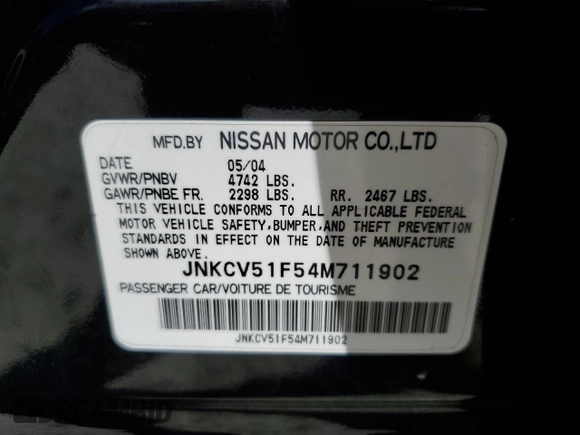 MFD.BY NISSAN MOTOR CO.,LTD
DATE 05/04
GVWR/PNBV 4742 LBS.
GAWR/PNBE FR. 2298 LBS. RR. 2467 LBS.
THIS VEHICLE CONFORMS TO ALL APPLICABLE FEDERAL
MOTOR VEHICLE SAFETY,BUMPER,AND THEFT PREVENTION
STANDARDS IN EFFECT ON THE DATE OF MANUFACTURE
SHOWN ABOVE.
JNKCV51F54M711902
PASSENGER CAR/VOITURE DE TOURISME
JNKCV51F54M711902